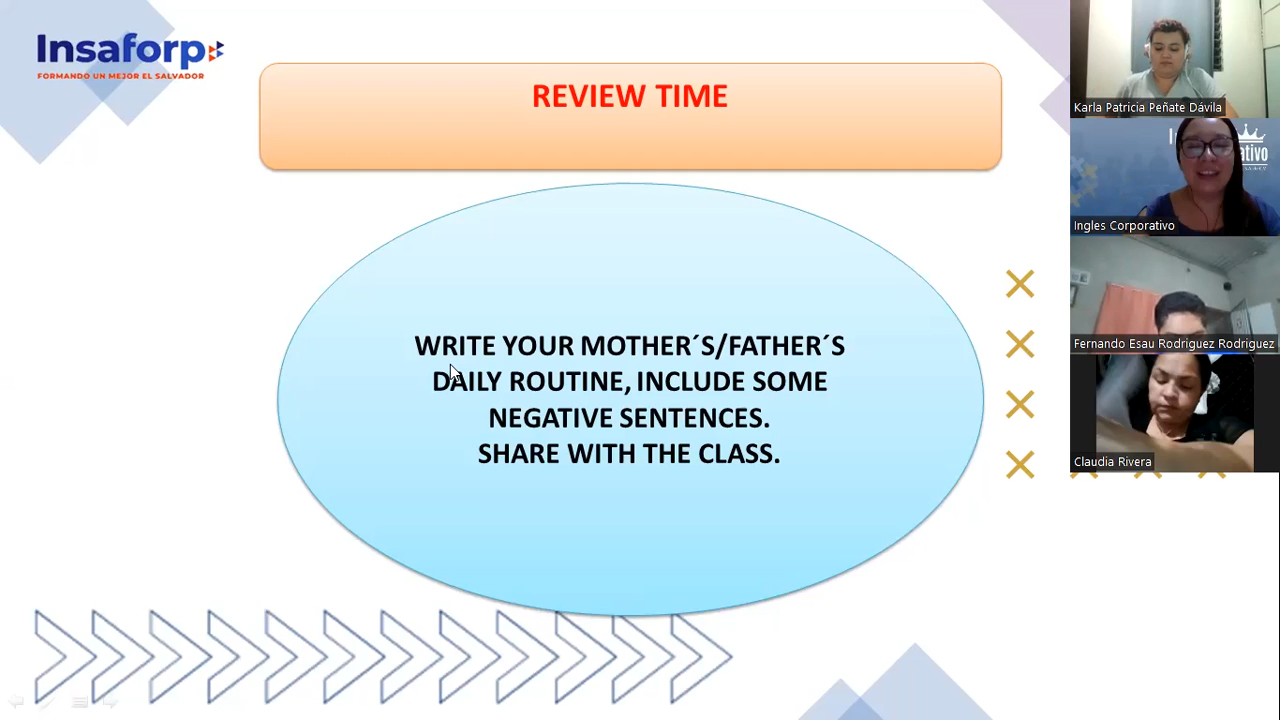 Insaforp
FORMANDO UN MEJOR EL SALVADOR
REVIEW TIME
WRITE YOUR MOTHER´S/FATHER´S
DAILY ROUTINE, INCLUDE SOME
NEGATIVE SENTENCES.
SHARE WITH THE CLASS.
Karla Patricia Peñate Dávila
Ingles Corporativo
Fernando Esau Rodriguez Rodriguez
Claudia Rivera